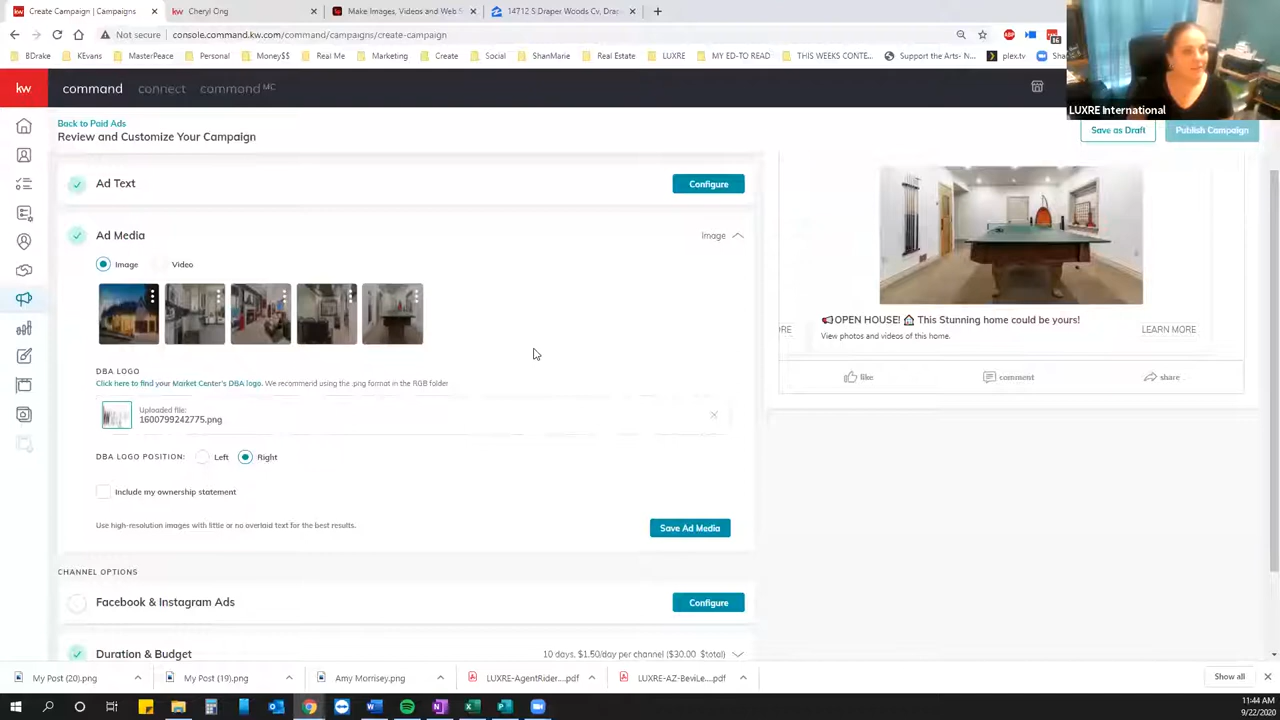 Create Campaign | Campaigns
Cheryl Ong
Make Images, Videos and Web S
14712 S Draper Woods Cv, Drap
Not secure
console.command.kw.com/command/campaigns/create-campaign
ABP
16
BDrake
KEvans
MasterPeace
Personal
Money$$
Real Me
Marketing
Create
Social
ShanMarie
Real Estate
LUXRE
MY ED-TO READ
THIS WEEKS CONTE
Support the Arts- N...
plex.tv
Sha
kw
command
connect
command MC
LUXRE International
Back to Paid Ads
Review and Customize Your Campaign
Save as Draft
Publish Campaign
Ad Text
Configure
Ad Media
Image
Image
Video
DBA LOGO
Click here to find your Market Center's DBA logo. We recommend using the .png format in the RGB folder
Uploaded file:
1600799242775.png
DBA LOGO POSITION:
Left
Right
Include my ownership statement
Use high-resolution images with little or no overlaid text for the best results.
Save Ad Media
CHANNEL OPTIONS
Facebook & Instagram Ads
Configure
Duration & Budget
10 days, $1.50/day per channel ($30.00 $total)
📢OPEN HOUSE! 🏠 This Stunning home could be yours!
View photos and videos of this home.
ORE
LEARN MORE
like
comment
share
My Post (20).png
My Post (19).png
Amy Morrisey.png
LUXRE-AgentRider....pdf
LUXRE-AZ-BeviLe....pdf
Show all
11:44 AM
9/22/2020